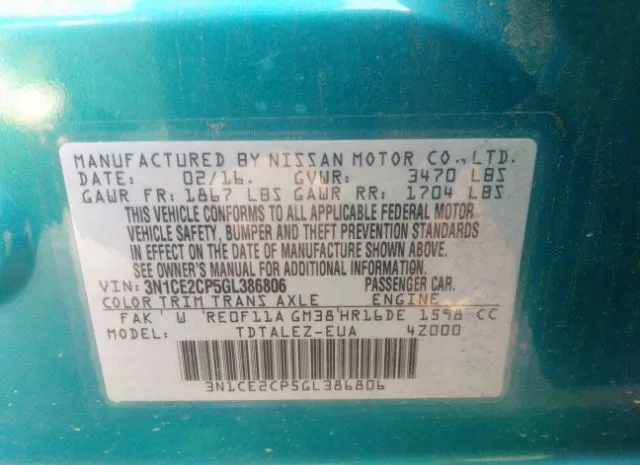 MANUFACTURED BY NISSAN MOTOR CO.,LTD.
DATE: 02/16. GVWR: 3470 LBS
GAWR FR: 1867 LBS GAWR RR: 1704 LBS
THIS VEHICLE CONFORMS TO ALL APPLICABLE FEDERAL MOTOR
VEHICLE SAFETY, BUMPER AND THEFT PREVENTION STANDARDS
IN EFFECT ON THE DATE OF MANUFACTURE SHOWN ABOVE.
SEE OWNER'S MANUAL FOR ADDITIONAL INFORMATION.
VIN: 3N1CE2CP5GL386806 PASSENGER CAR.
COLOR TRIM TRANS AXLE ENGINE
FAK W RE0F11A GM38 HR16DE 1598 CC
MODEL: TDTALEZ-EUA 4Z000
3N1CE2CP5GL386806